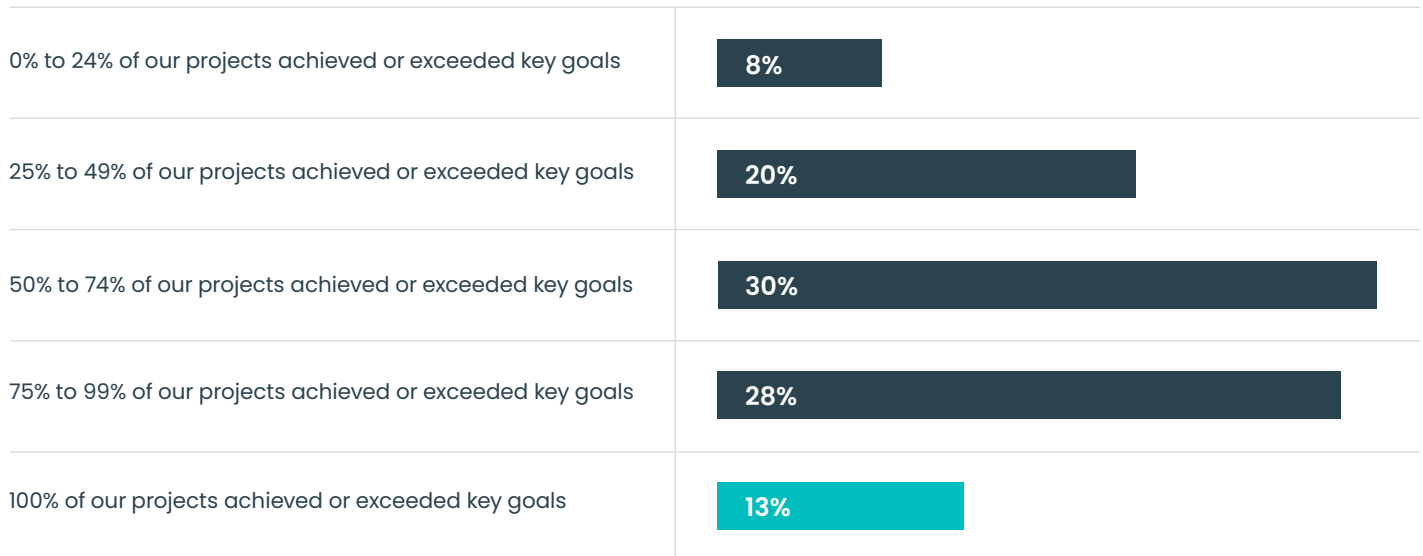 0% to 24% of our projects achieved or exceeded key goals
8%
25% to 49% of our projects achieved or exceeded key goals
20%
50% to 74% of our projects achieved or exceeded key goals
30%
75% to 99% of our projects achieved or exceeded key goals
28%
100% of our projects achieved or exceeded key goals
13%